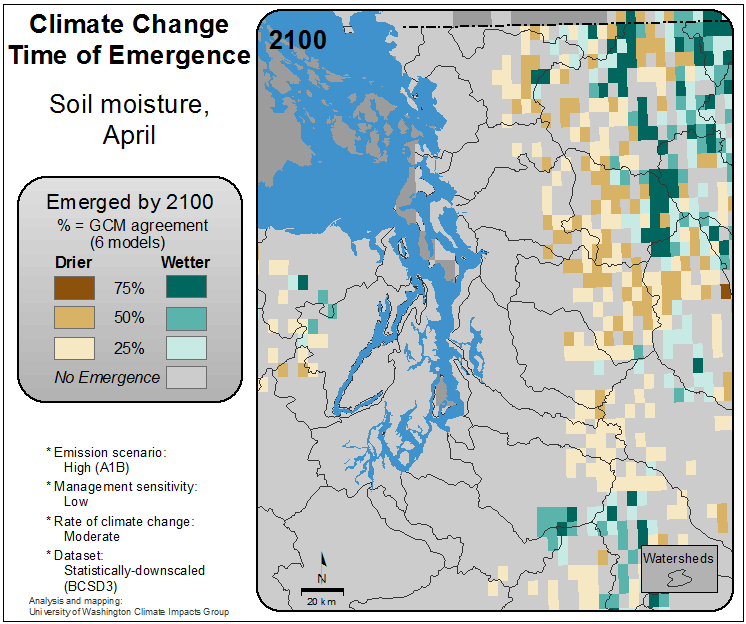 Climate Change
Time of Emergence
Soil moisture,
April
Emerged by 2100
% = GCM agreement
(6 models)
Drier Wetter
75%
50%
25%
No Emergence
* Emission scenario:
High (A1B)
* Management sensitivity:
Low
* Rate of climate change:
Moderate
* Dataset:
Statistically-downscaled
(BCSD3)
Analysis and mapping:
University of Washington Climate Impacts Group
2100
N
20 km
Watersheds